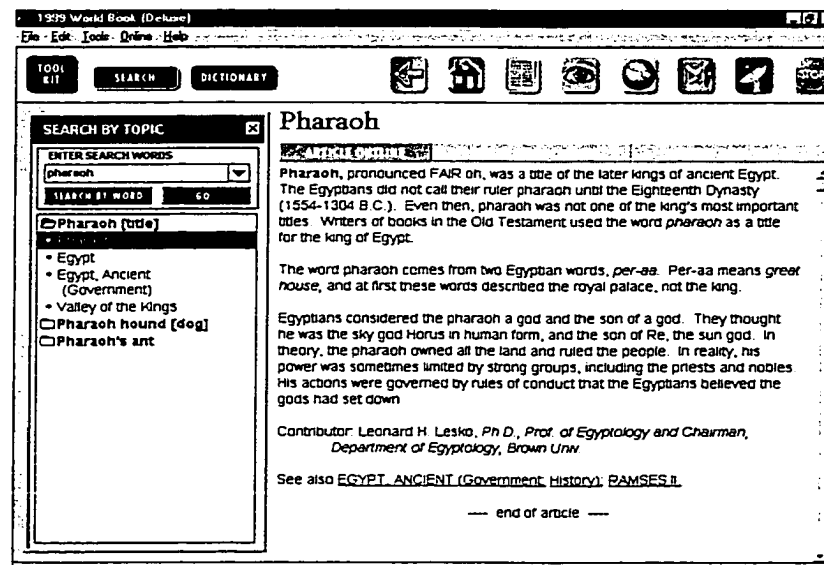 1999 World Book (Deluxe)
File Edit Tools Online Help
TOOL KIT
SEARCH
DICTIONARY
STOP
SEARCH BY TOPIC
ENTER SEARCH WORDS
pharaoh
SEARCH BY WORD
GO
Pharaoh [title]
• Egypt
• Egypt, Ancient
(Government)
• Valley of the Kings
Pharaoh hound [dog]
Pharaoh's ant
Pharaoh
ARTICLE OUTLINE
Pharaoh, pronounced FAIR oh, was a title of the later kings of ancient Egypt.
The Egyptians did not call their ruler pharaoh until the Eighteenth Dynasty
(1554-1304 B.C.). Even then, pharaoh was not one of the king's most important
titles. Writers of books in the Old Testament used the word pharaoh as a title
for the king of Egypt.
The word pharaoh comes from two Egyptian words, per-aa. Per-aa means great
house, and at first these words described the royal palace, not the king.
Egyptians considered the pharaoh a god and the son of a god. They thought
he was the sky god Horus in human form, and the son of Re, the sun god. In
theory, the pharaoh owned all the land and ruled the people. In reality, his
power was sometimes limited by strong groups, including the priests and nobles.
His actions were governed by rules of conduct that the Egyptians believed the
gods had set down
Contributor: Leonard H. Lesko, Ph D., Prof. of Egyptology and Chairman,
Department of Egyptology, Brown Univ.
See also EGYPT, ANCIENT (Government; History); RAMSES II.
---- end of article ----